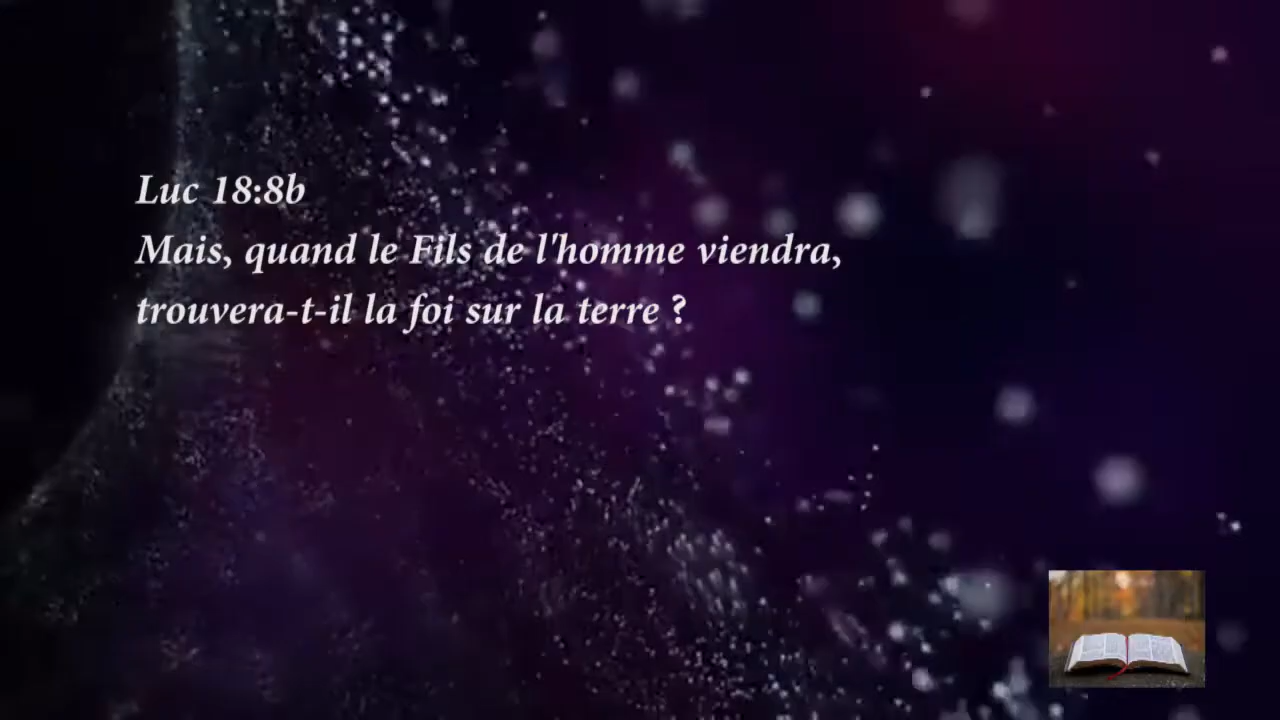 Luc 18:8b
Mais, quand le Fils de l'homme viendra,
trouvera-t-il la foi sur la terre ?